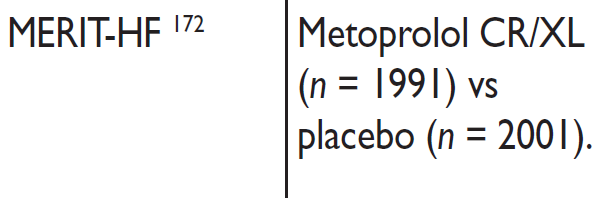 MERIT-HF 172
Metoprolol CR/XL
(n = 1991) vs
placebo (n = 2001).